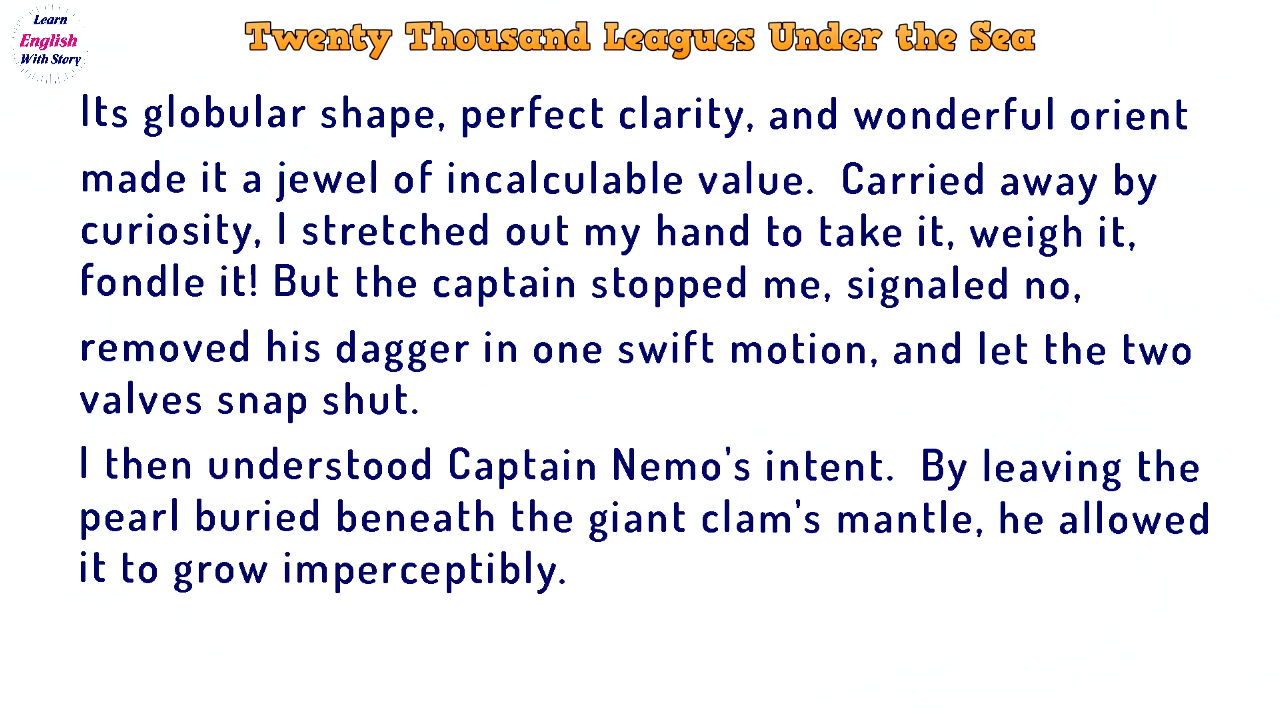 Learn
English
With Story
Twenty Thousand Leagues Under the Sea
Its globular shape, perfect clarity, and wonderful orient
made it a jewel of incalculable value.  Carried away by
curiosity, I stretched out my hand to take it, weigh it,
fondle it! But the captain stopped me, signaled no,
removed his dagger in one swift motion, and let the two
valves snap shut.
I then understood Captain Nemo's intent.  By leaving the
pearl buried beneath the giant clam's mantle, he allowed
it to grow imperceptibly.